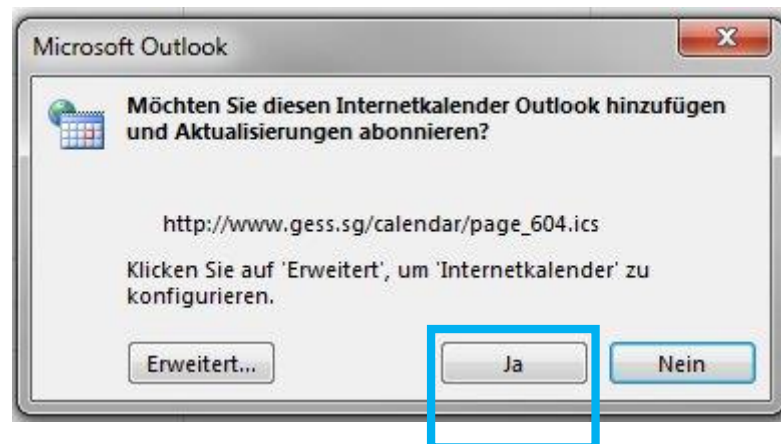 Microsoft Outlook
Möchten Sie diesen Internetkalender Outlook hinzufügen
und Aktualisierungen abonnieren?
http://www.gess.sg/calendar/page_604.ics
Klicken Sie auf 'Erweitert', um 'Internetkalender' zu
konfigurieren.
Erweitert... Ja Nein